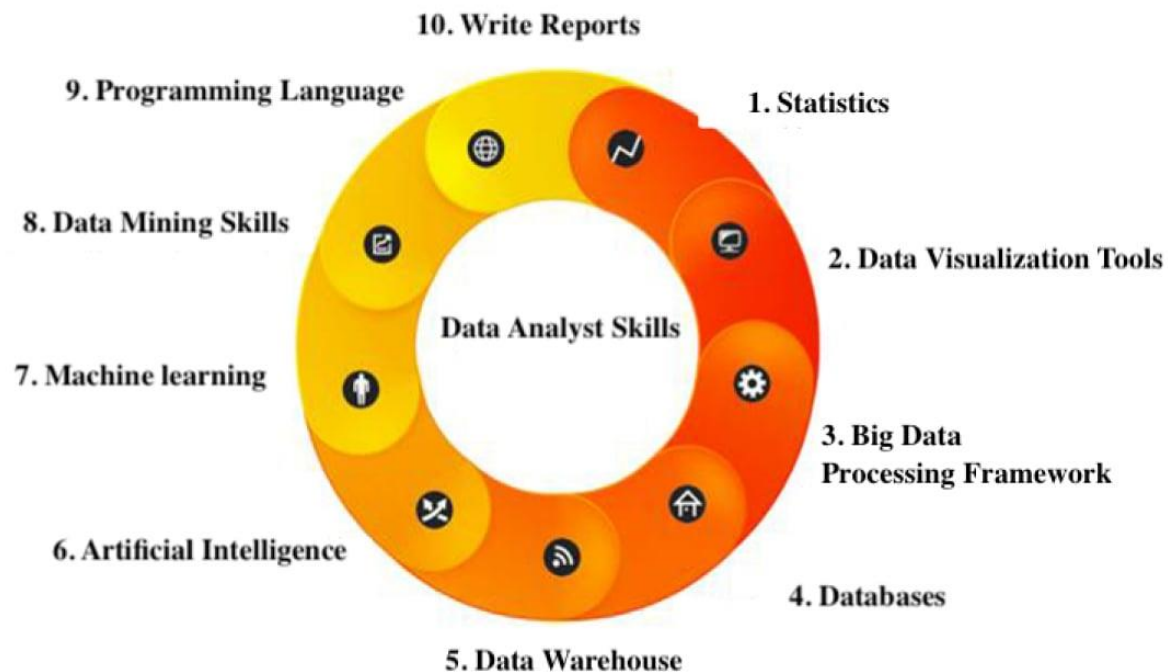 10. Write Reports
9. Programming Language
1. Statistics
8. Data Mining Skills
2. Data Visualization Tools
Data Analyst Skills
7. Machine learning
3. Big Data
Processing Framework
6. Artificial Intelligence
4. Databases
5. Data Warehouse